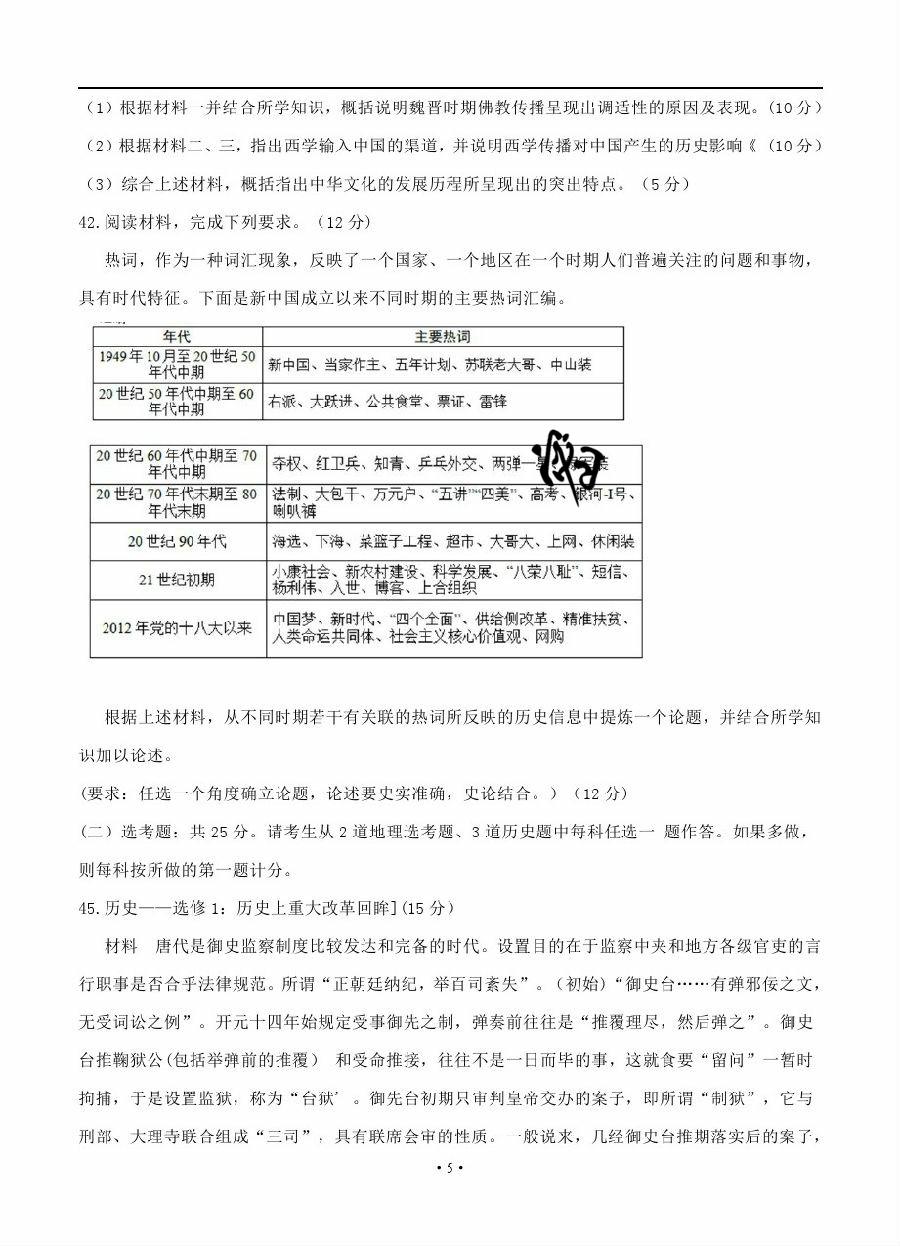 （1）根据材料一并结合所学知识，概括说明魏晋时期佛教传播呈现出调适性的原因及表现。(10分）
（2）根据材料二、三，指出西学输入中国的渠道，并说明西学传播对中国产生的历史影响《 (10分）
（3）综合上述材料，概括指出中华文化的发展历程所呈现出的突出特点。（5分）
42.阅读材料，完成下列要求。（12分)
热词，作为一种词汇现象，反映了一个国家、一个地区在一个时期人们普遍关注的问题和事物，
具有时代特征。下面是新中国成立以来不同时期的主要热词汇编。
年代 主要热词
1949年10月至20世纪50
年代中期 新中国、当家作主、五年计划、苏联老大哥、中山装
20世纪50年代中期至60
年代中期 右派、大跃进、公共食堂、票证、雷锋
20世纪60年代中期至70
年代中期 夺权、红卫兵、知青、乒乓外交、两弹一星、装
20世纪70年代末期至80
年代末期 法制、大包干、万元户、“五讲”“四美”、高考、银河-I号、
喇叭裤
20世纪90年代 海选、下海、菜篮子工程、超市、大哥大、上网、休闲装
21世纪初期 小康社会、新农村建设、科学发展、“八荣八耻”、短信、
杨利伟、入世、博客、上合组织
2012年党的十八大以来 中国梦、新时代、“四个全面”、供给侧改革、精准扶贫、
人类命运共同体、社会主义核心价值观、网购
根据上述材料，从不同时期若干有关联的热词所反映的历史信息中提炼一个论题，并结合所学知
识加以论述。
(要求：任选一个角度确立论题，论述要史实准确，史论结合。）（12分)
(二）选考题：共25分。请考生从2道地理选考题、3道历史题中每科任选一 题作答。如果多做，
则每科按所做的第一题计分。
45.历史——选修1：历史上重大改革回眸](15分）
材料 唐代是御史监察制度比较发达和完备的时代。设置目的在于监察中夹和地方各级官吏的言
行职事是否合乎法律规范。所谓“正朝廷纳纪，举百司紊失”。（初始)“御史台……有弹邪佞之文，
无受词讼之例”。开元十四年始规定受事御先之制，弹奏前往往是“推覆理尽，然后弹之”。御史
台推鞠狱公(包括举弹前的推覆） 和受命推接，往往不是一日而毕的事，这就食要“留问”一暂时
拘捕，于是设置监狱，称为“台狱’。御先台初期只审判皇帝交办的案子，即所谓“制狱”，它与
刑部、大理寺联合组成“三司”，具有联席会审的性质。一般说来，几经御史台推期落实后的案了，
·5·